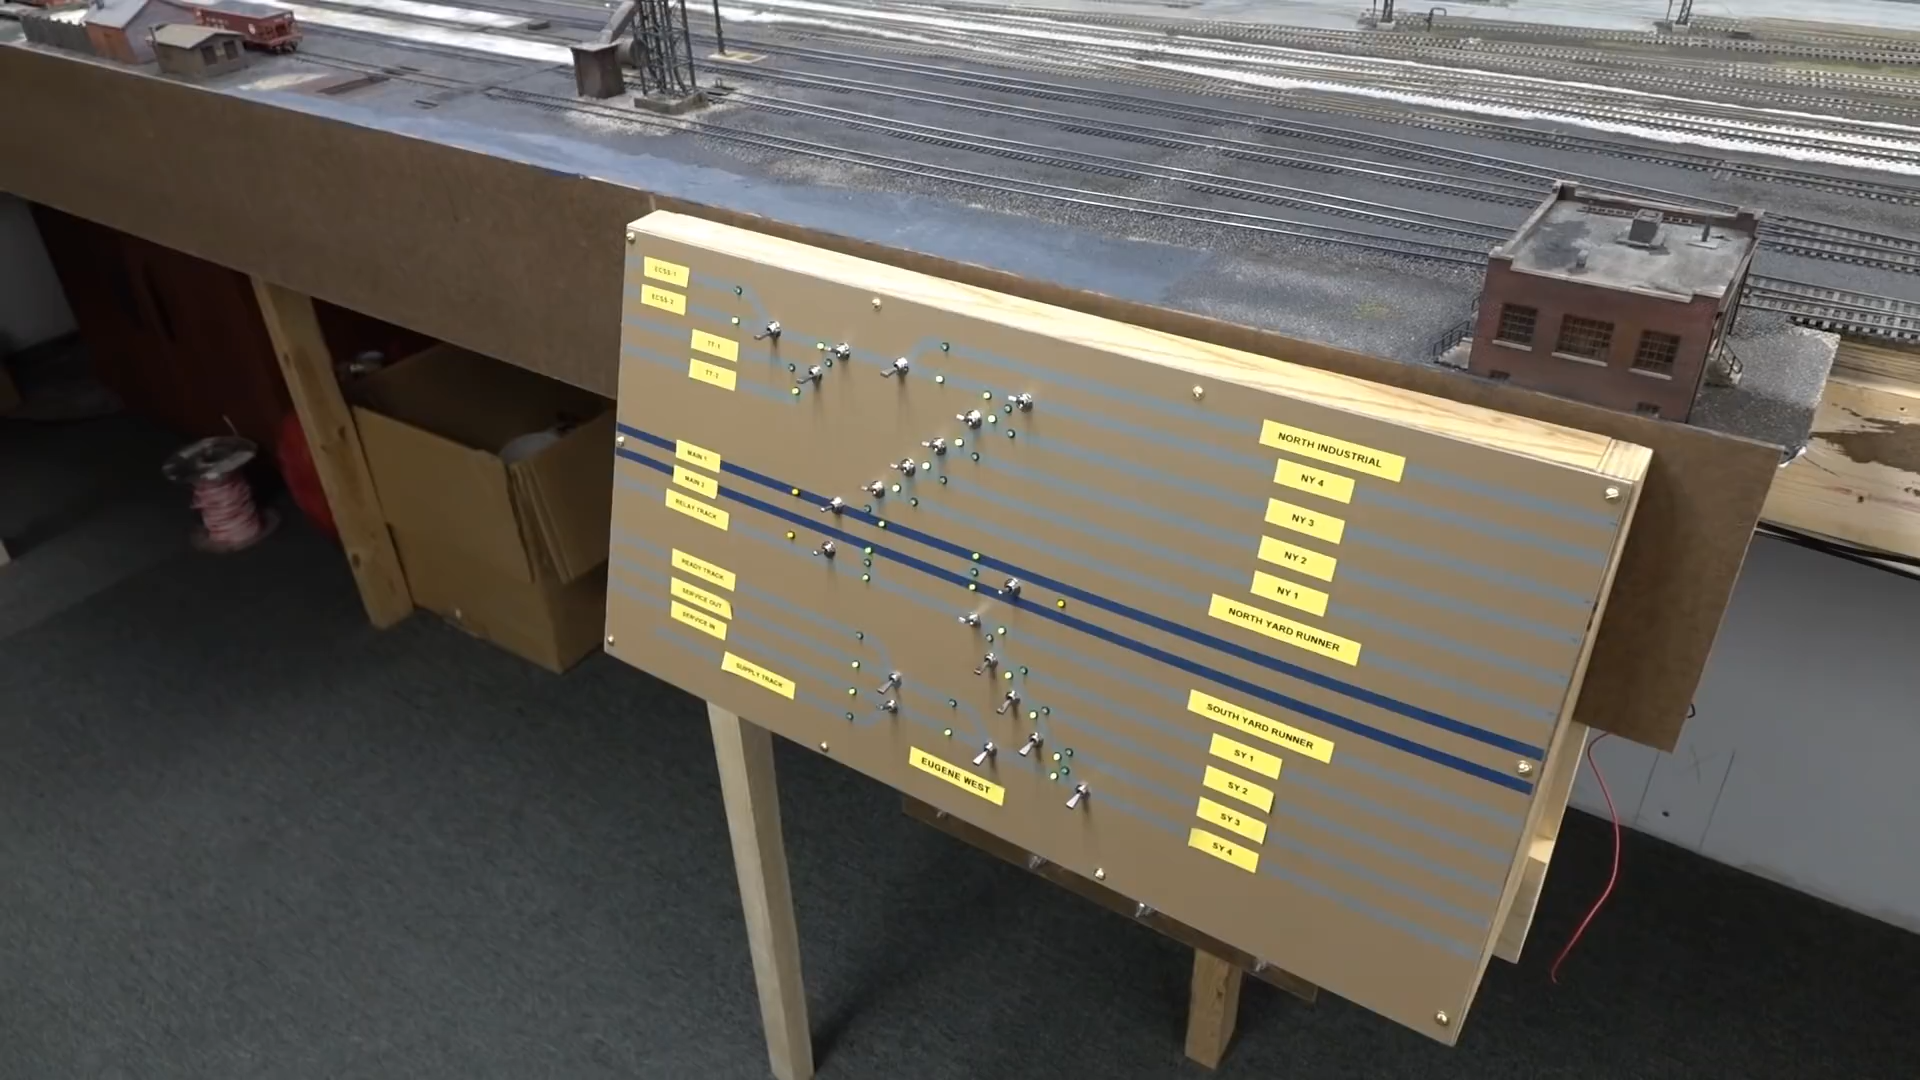 ECSS-1
ECSS-2
TT-1
TT-2
MAIN 1
MAIN 2
RELAY TRACK
READY TRACK
SERVICE OUT
SERVICE IN
SUPPLY TRACK
EUGENE WEST
NORTH INDUSTRIAL
NY 4
NY 3
NY 2
NY 1
NORTH YARD RUNNER
SOUTH YARD RUNNER
SY 1
SY 2
SY 3
SY 4